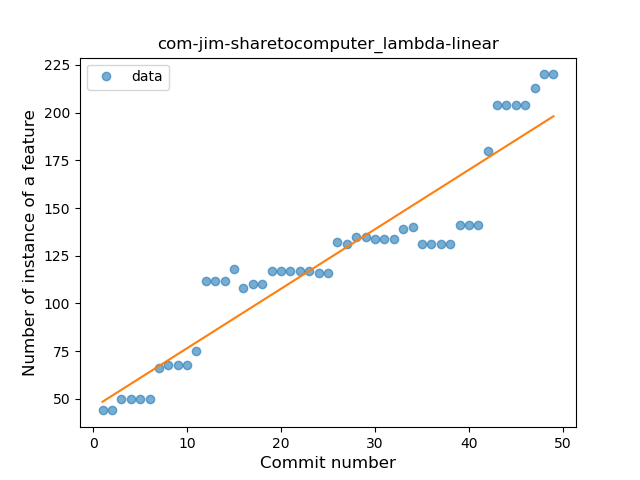 com-jim-sharetocomputer_lambda-linear
data
Number of instance of a feature
225
200
175
150
125
100
75
50
0 10 20 30 40 50
Commit number